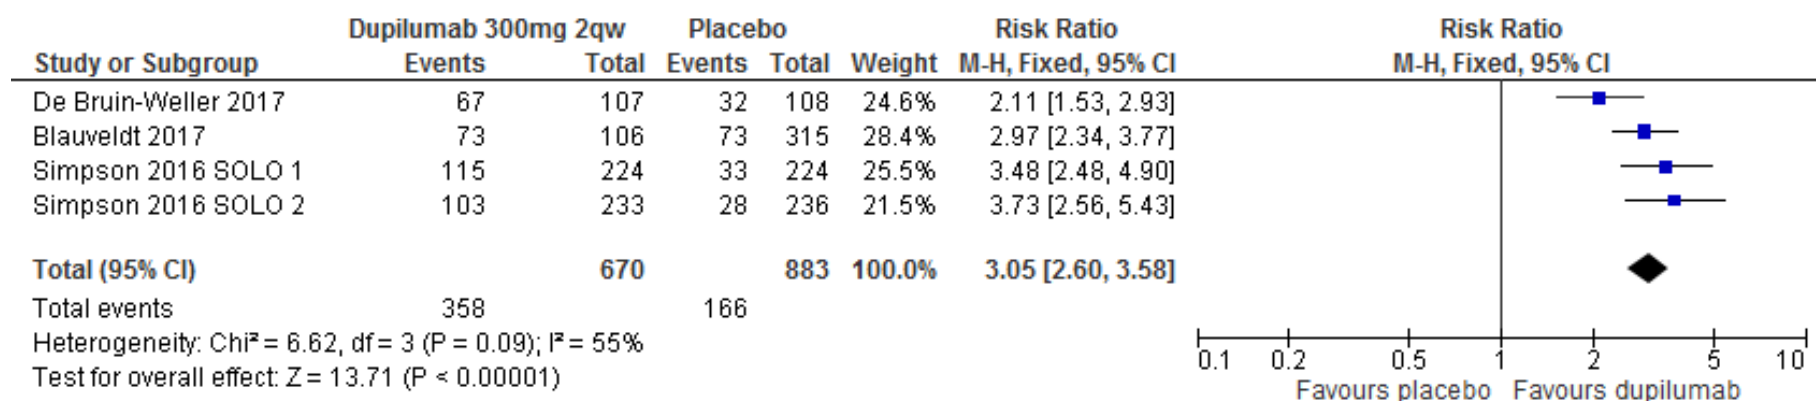 Dupilumab 300mg 2qw Placebo Risk Ratio Risk Ratio
Study or Subgroup Events Total Events Total Weight M-H, Fixed, 95% CI M-H, Fixed, 95% CI
De Bruin-Weller 2017 67 107 32 108 24.6% 2.11 [1.53, 2.93]
Blauveldt 2017 73 106 73 315 28.4% 2.97 [2.34, 3.77]
Simpson 2016 SOLO 1 115 224 33 224 25.5% 3.48 [2.48, 4.90]
Simpson 2016 SOLO 2 103 233 28 236 21.5% 3.73 [2.56, 5.43]
Total (95% CI) 670 883 100.0% 3.05 [2.60, 3.58]
Total events 358 166
Heterogeneity: Chi² = 6.62, df = 3 (P = 0.09); I² = 55%
Test for overall effect: Z = 13.71 (P < 0.00001)
0.1 0.2 0.5 1 2 5 10
Favours placebo Favours dupilumab